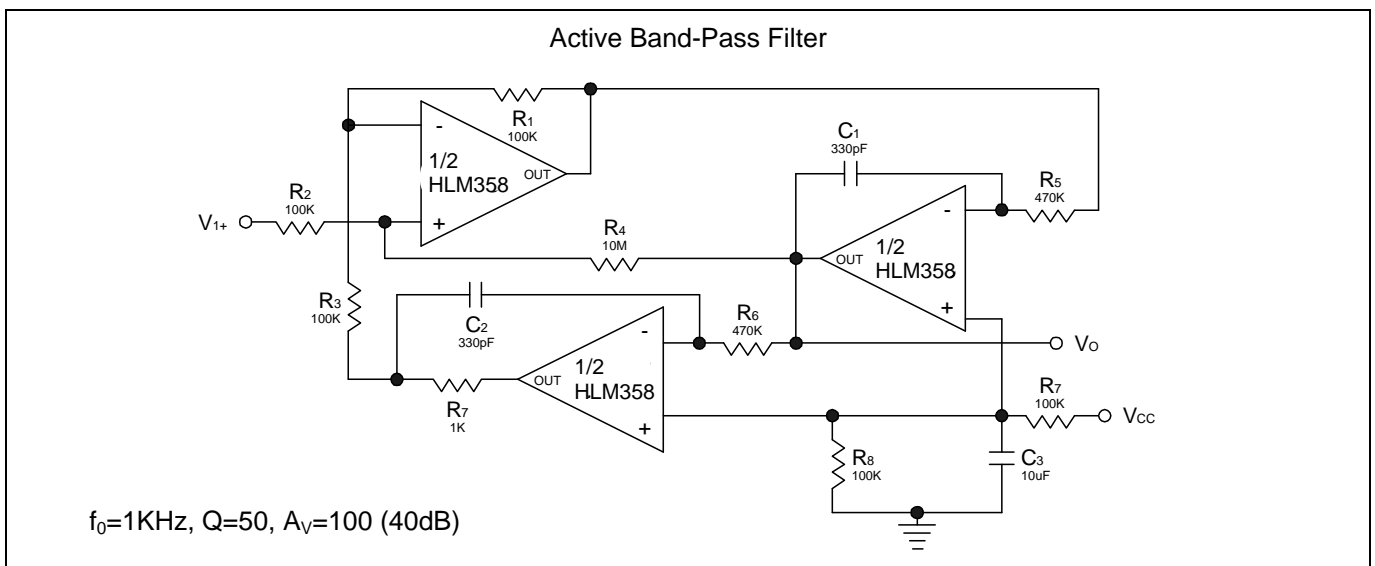 Active Band-Pass Filter
R1
100K
C1
330pF
-
1/2
HLM358
OUT
+
R2
100K
V1+
R5
470K
-
1/2
HLM358
OUT
+
R4
10M
R3
100K
C2
330pF
R6
470K
-
1/2
HLM358
OUT
+
VO
R7
1K
R7
100K
VCC
R8
100K
C3
10uF
f0=1KHz, Q=50, AV=100 (40dB)